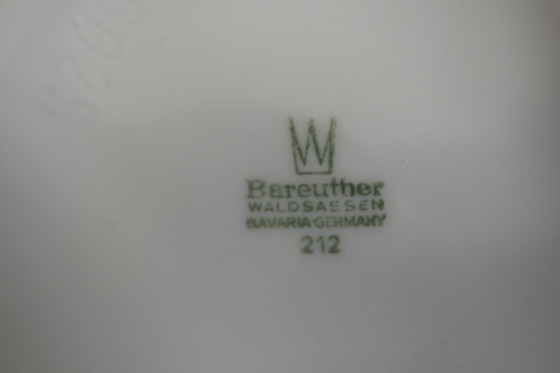 W
Bareuther
WALDSASSEN
BAVARIA-GERMANY
212